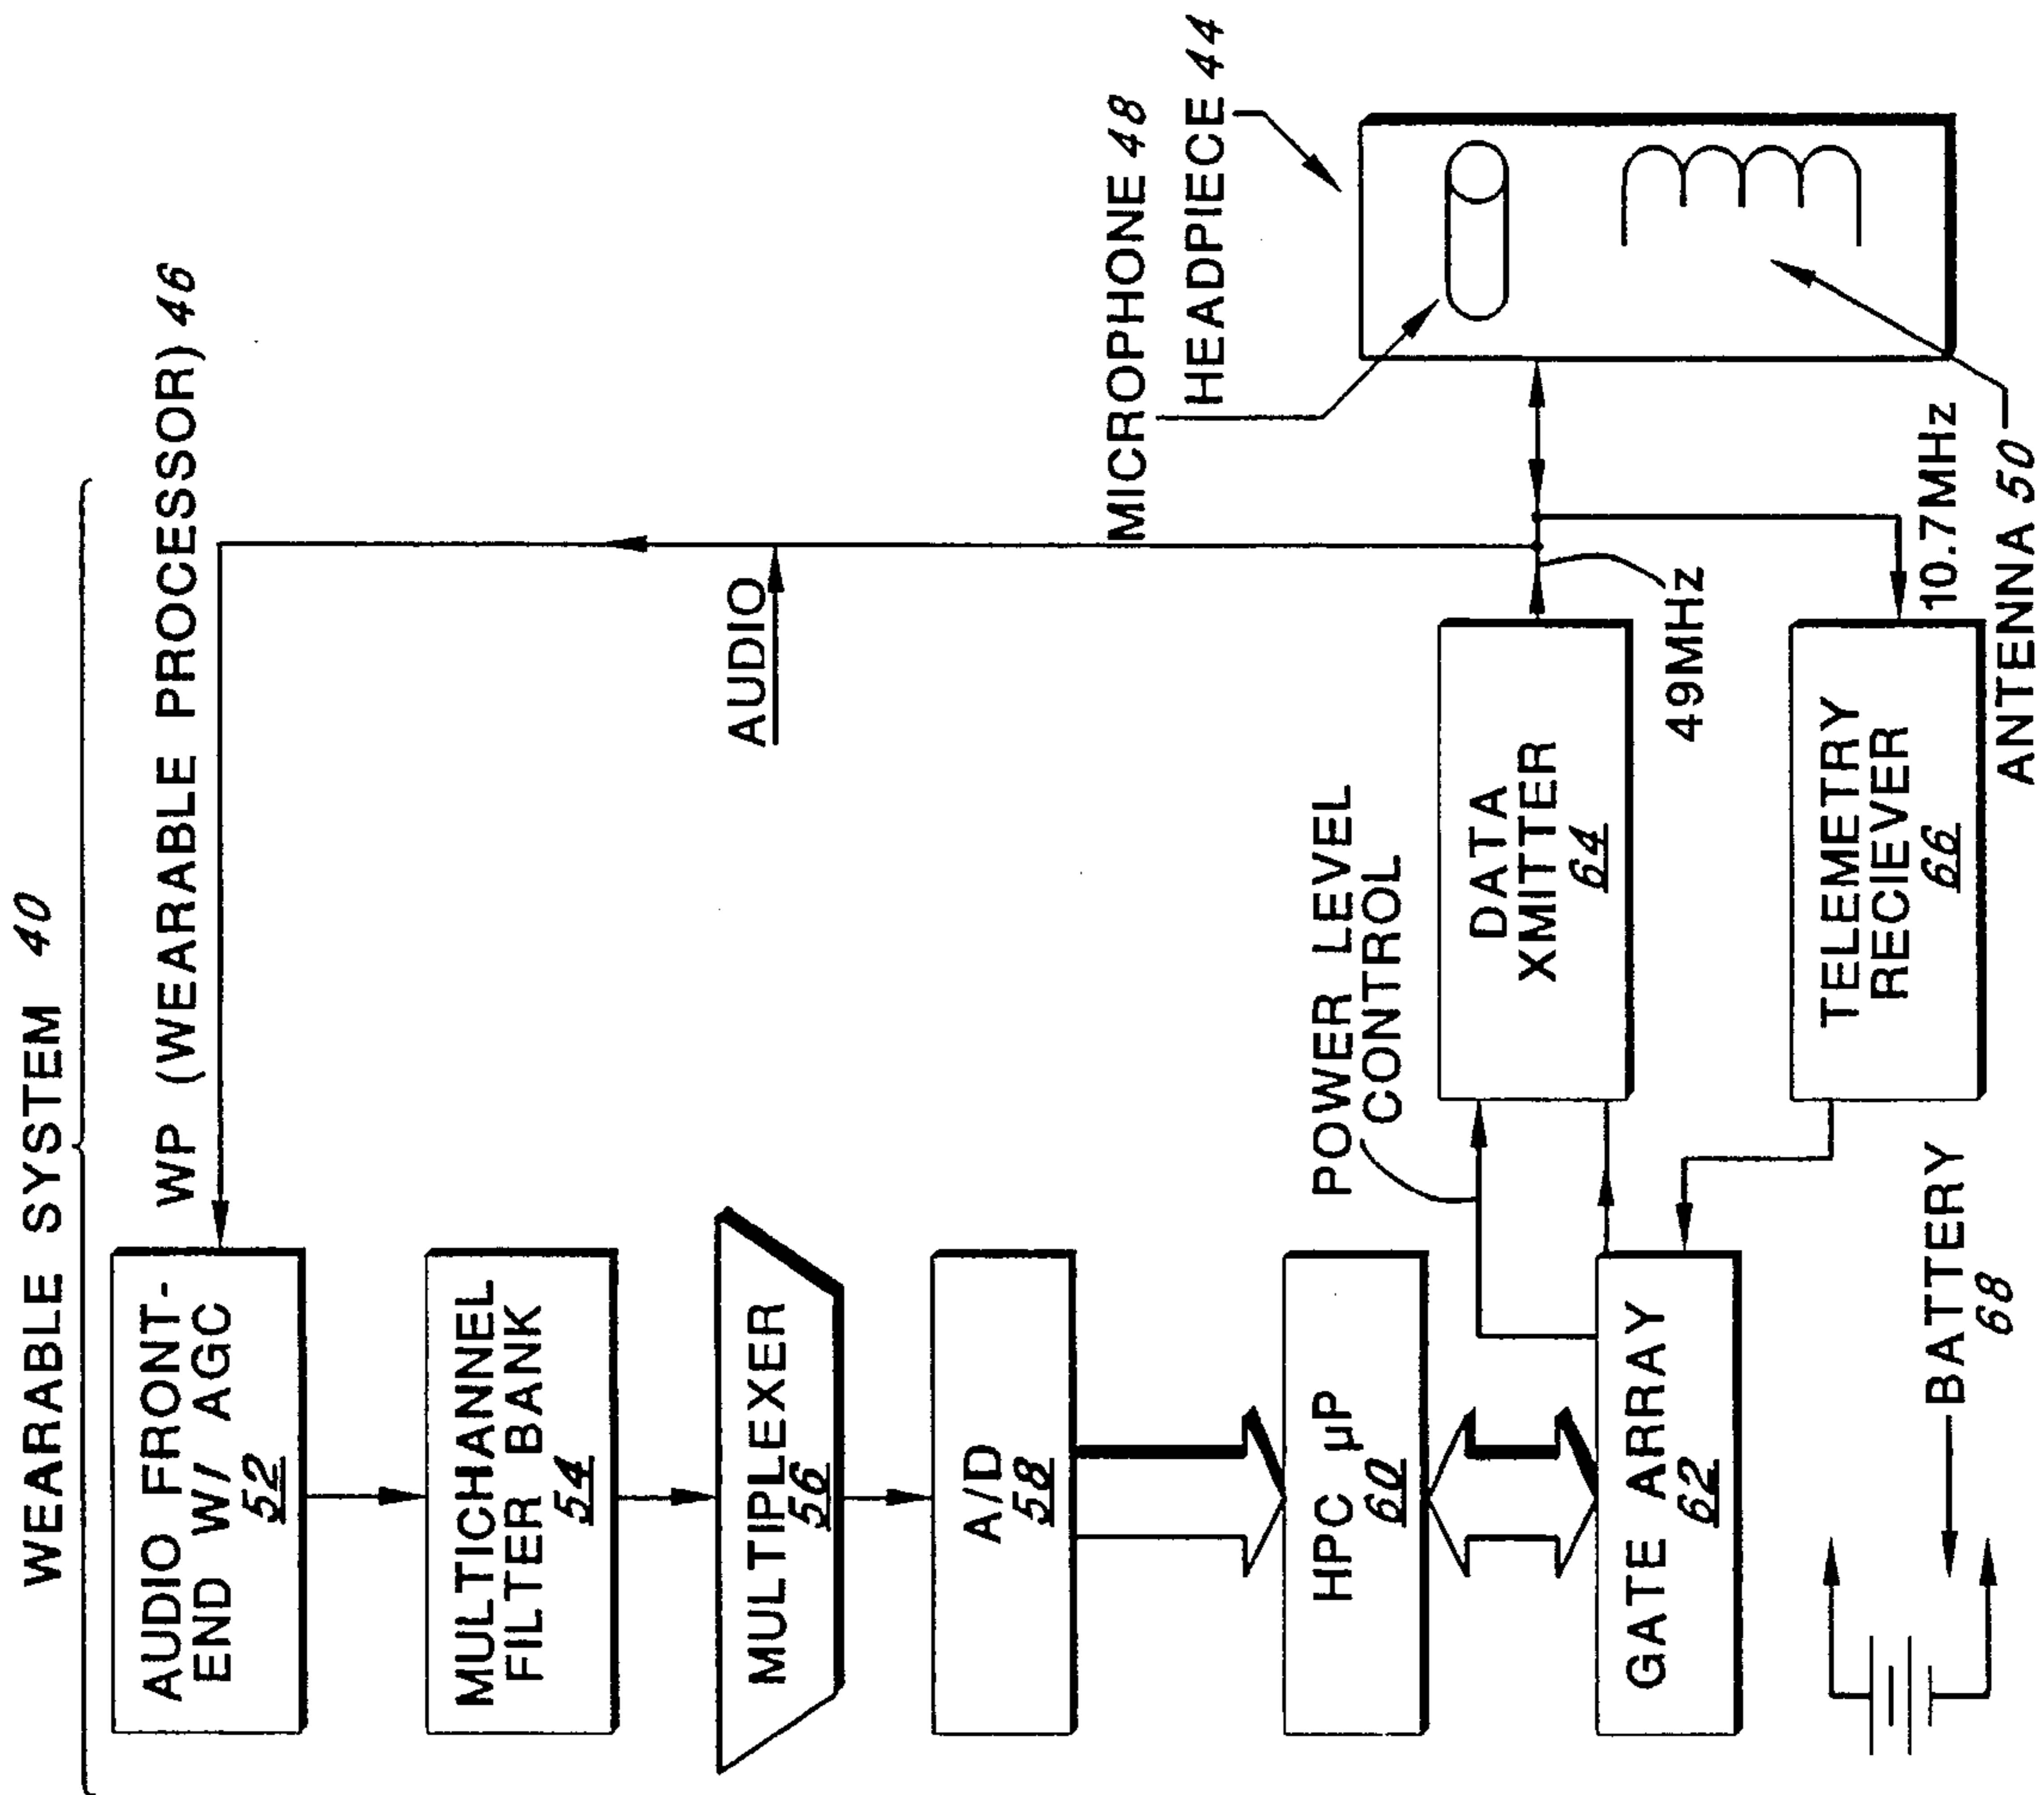 WEARABLE SYSTEM 40
WP (WEARABLE PROCESSOR) 46
AUDIO FRONT-
END W/ AGC
52
MULTICHANNEL
FILTER BANK
54
MULTIPLEXER
56
AUDIO
A/D
58
MICROPHONE 48
HEADPIECE 44
HPC µP
60
POWER LEVEL
CONTROL
DATA
XMITTER
64
49MHz
GATE ARRAY
62
TELEMETRY
RECIEVER
66
10.7MHz
ANTENNA 50
BATTERY
68